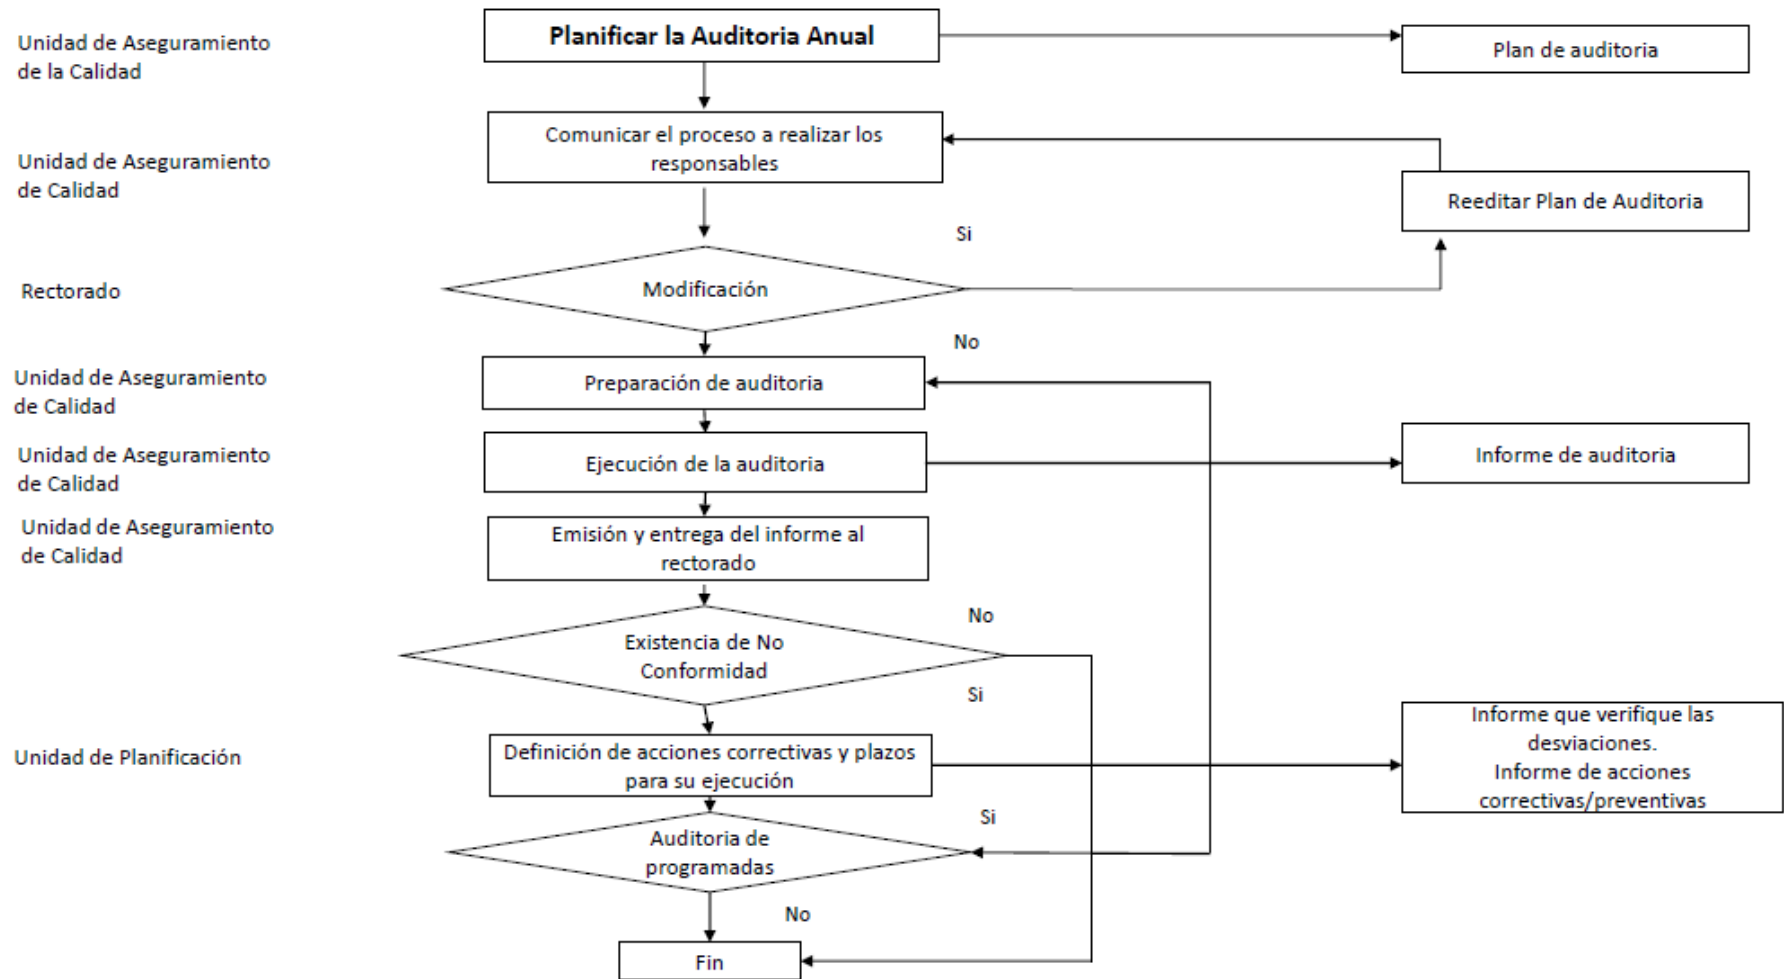 Planificar la Auditoria Anual
Unidad de Aseguramiento
de la Calidad
Plan de auditoria
Comunicar el proceso a realizar los
responsables
Unidad de Aseguramiento
de Calidad
Reeditar Plan de Auditoria
Si
Rectorado
Modificación
No
Unidad de Aseguramiento
de Calidad
Preparación de auditoria
Unidad de Aseguramiento
de Calidad
Ejecución de la auditoria
Informe de auditoria
Unidad de Aseguramiento
de Calidad
Emisión y entrega del informe al
rectorado
No
Existencia de No
Conformidad
Si
Unidad de Planificación
Definición de acciones correctivas y plazos
para su ejecución
Informe que verifique las
desviaciones.
Informe de acciones
correctivas/preventivas
Si
Auditoria de
programadas
No
Fin